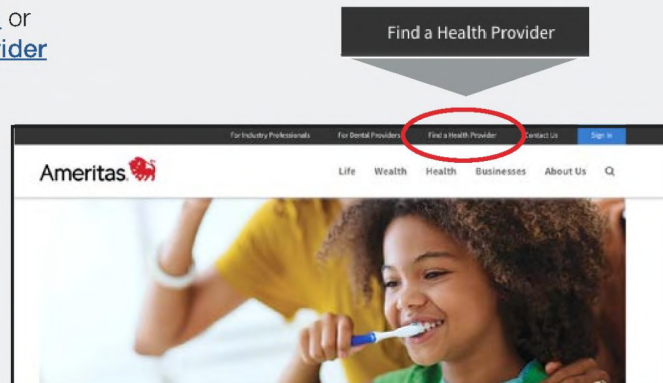 or
vider
Find a Health Provider
For Industry Professionals For Dental Providers Find a Health Provider Contact Us Sign In
Ameritas
Life Wealth Health Businesses About Us